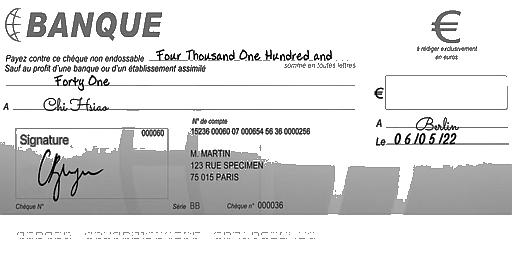 BANQUE
€
à rédiger exclusivement
en euros
Payez contre ce chèque non endossable Four Thousand One Hundred and
Sauf au profit d'une banque ou d'un établissement assimilé
somme en toutes lettres
Forty One
€
A Chi Hsiao
A Berlin
Le 06/05/22
Signature
000060
N° de compte
15236 00060 07 000654 56 36 0000256
M. MARTIN
123 RUE SPECIMEN
75 015 PARIS
Chèque N°
Série BB
Chèque n° 000036